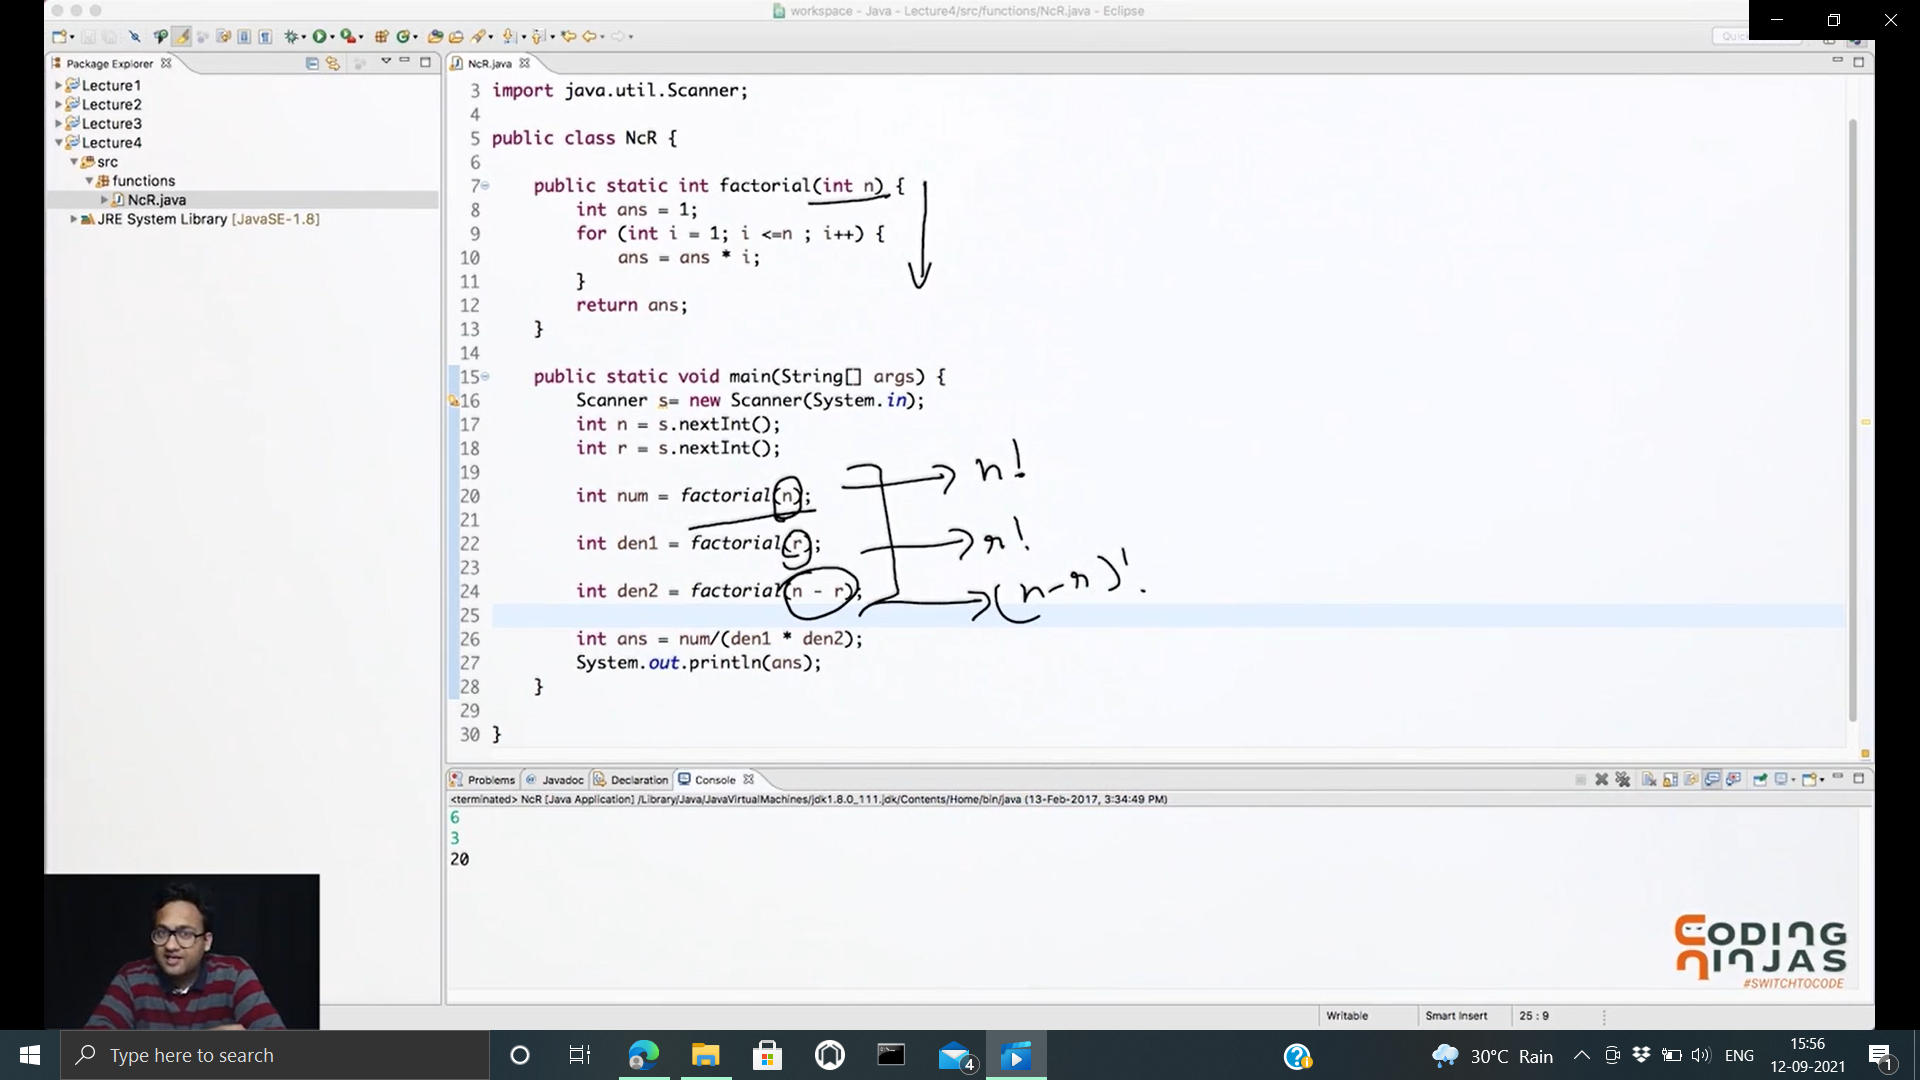 workspace - Java - Lecture4/src/functions/NcR.java - Eclipse
Quick
Package Explorer
Lecture1
Lecture2
Lecture3
Lecture4
src
functions
NcR.java
JRE System Library [JavaSE-1.8]
NcR.java
3 import java.util.Scanner;
4
5 public class NcR {
6
7 public static int factorial(int n) {
8 int ans = 1;
9 for (int i = 1; i <=n ; i++) {
10 ans = ans * i;
11 }
12 return ans;
13 }
14
15 public static void main(String[] args) {
16 Scanner s= new Scanner(System.in);
17 int n = s.nextInt();
18 int r = s.nextInt();
19
20 int num = factorial(n);
21
22 int den1 = factorial(r);
23
24 int den2 = factorial(n - r);
25
26 int ans = num/(den1 * den2);
27 System.out.println(ans);
28 }
29
30 }
n!
r!
(n-r)!
Problems Javadoc Declaration Console
<terminated> NcR [Java Application] /Library/Java/JavaVirtualMachines/jdk1.8.0_111.jdk/Contents/Home/bin/java (13-Feb-2017, 3:34:49 PM)
6
3
20
CODING
NINJAS
#SWITCHTOCODE
Writable Smart Insert 25 : 9
Type here to search
4
30°C Rain
ENG
15:56
12-09-2021
1